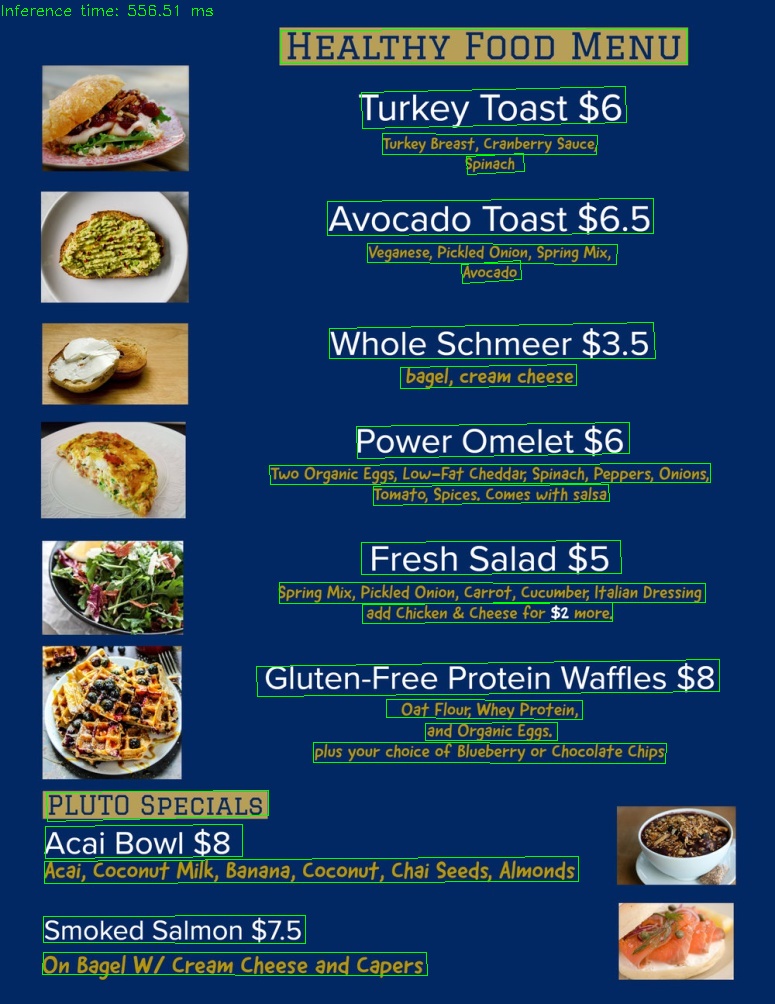 Inference time: 556.51 ms
Healthy Food Menu
Turkey Toast $6
Turkey Breast, Cranberry Sauce,
Spinach
Avocado Toast $6.5
Veganese, Pickled Onion, Spring Mix,
Avocado
Whole Schmeer $3.5
bagel, cream cheese
Power Omelet $6
Two Organic Eggs, Low-Fat Cheddar, Spinach, Peppers, Onions,
Tomato, Spices. Comes with salsa
Fresh Salad $5
Spring Mix, Pickled Onion, Carrot, Cucumber, Italian Dressing
add Chicken & Cheese for $2 more.
Gluten-Free Protein Waffles $8
Oat Flour, Whey Protein,
and Organic Eggs.
plus your choice of Blueberry or Chocolate Chips
PLUTO Specials
Acai Bowl $8
Acai, Coconut Milk, Banana, Coconut, Chai Seeds, Almonds
Smoked Salmon $7.5
On Bagel W/ Cream Cheese and Capers